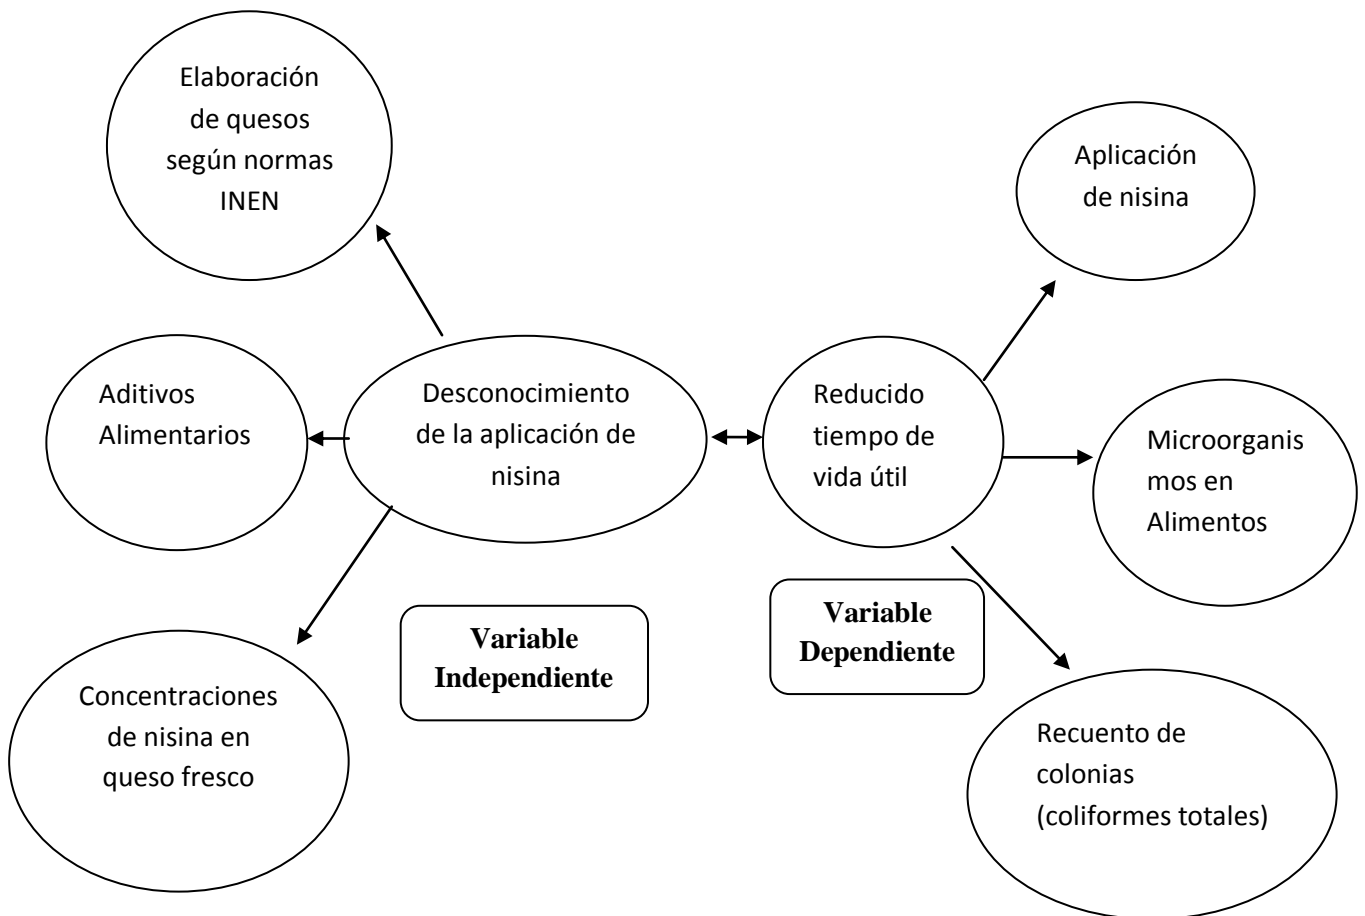 Elaboración
de quesos
según normas
INEN
Aplicación
de nisina
Aditivos
Alimentarios
Desconocimiento
de la aplicación de
nisina
Reducido
tiempo de
vida útil
Microorganis
mos en
Alimentos
Variable
Independiente
Variable
Dependiente
Concentraciones
de nisina en
queso fresco
Recuento de
colonias
(coliformes totales)